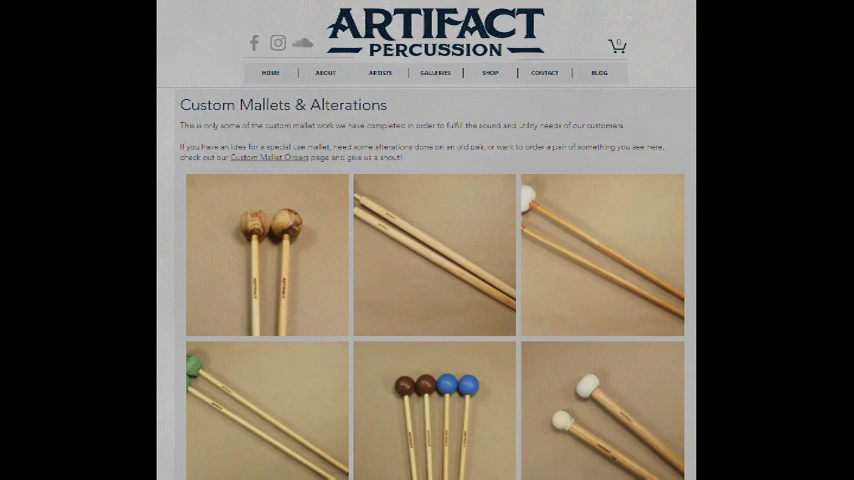 ARTIFACT
PERCUSSION
0
HOME ABOUT ARTISTS GALLERIES SHOP CONTACT BLOG
Custom Mallets & Alterations
This is only some of the custom mallet work we have completed in order to fulfill the sound and utility needs of our customers.
If you have an idea for a special use mallet, need some alterations done on an old pair, or want to order a pair of something you see here,
check out our Custom Mallet Orders page and give us a shout!